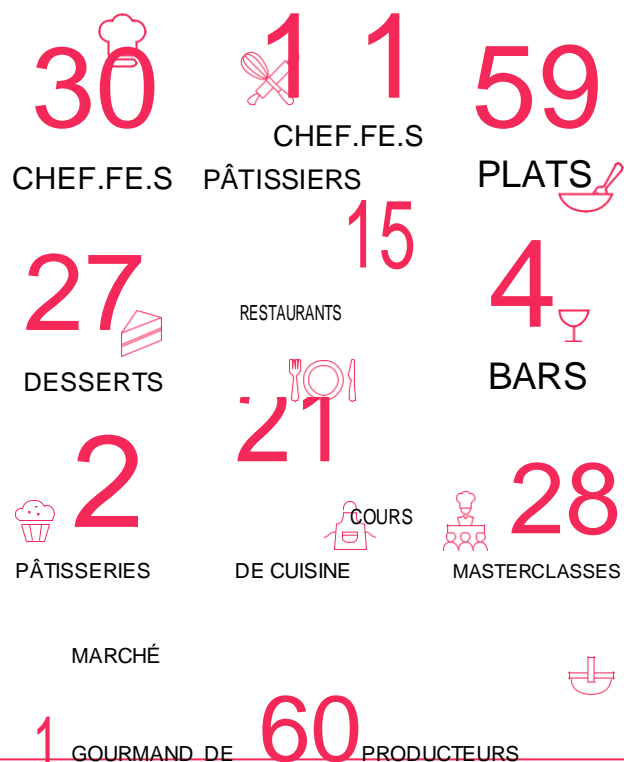 30
CHEF.FE.S
11
CHEF.FE.S
PÂTISSIERS
59
PLATS
27
DESSERTS
15
RESTAURANTS
4
BARS
2
PÂTISSERIES
21
COURS
DE CUISINE
28
MASTERCLASSES
MARCHÉ
1 GOURMAND DE 60 PRODUCTEURS